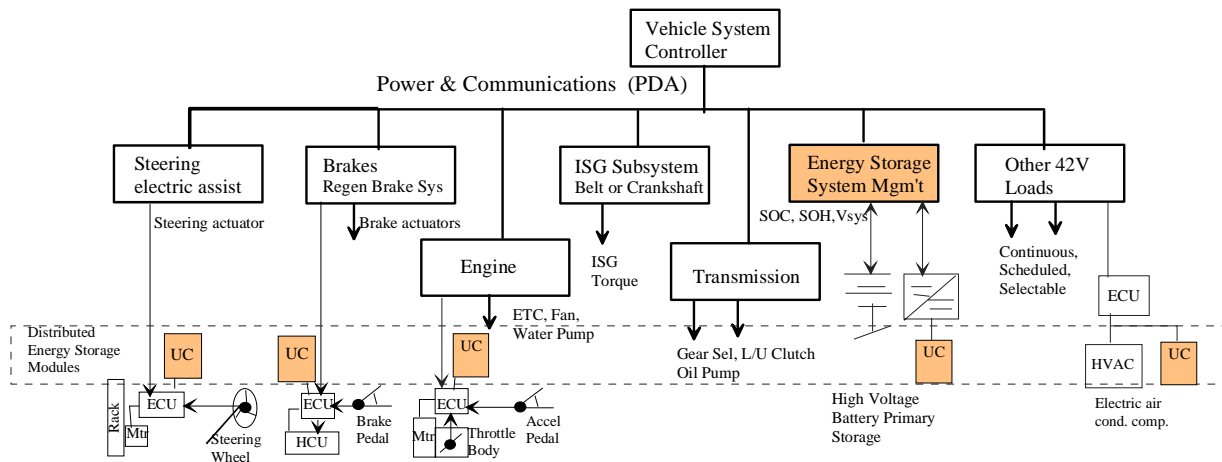 Vehicle System
Controller
Power & Communications (PDA)
Steering
electric assist
Brakes
Regen Brake Sys
ISG Subsystem
Belt or Crankshaft
Energy Storage
System Mgm't
Other 42V
Loads
Steering actuator
Brake actuators
Engine
ISG
Torque
Transmission
SOC, SOH,Vsys
Continuous,
Scheduled,
Selectable
ECU
ETC, Fan,
Water Pump
Gear Sel, L/U Clutch
Oil Pump
Distributed
Energy Storage
Modules
UC
UC
UC
UC
HVAC
UC
Rack
ECU
Mtr
Steering
Wheel
ECU
HCU
Brake
Pedal
ECU
Mtr
Throttle
Body
Accel
Pedal
High Voltage
Battery Primary
Storage
Electric air
cond. comp.